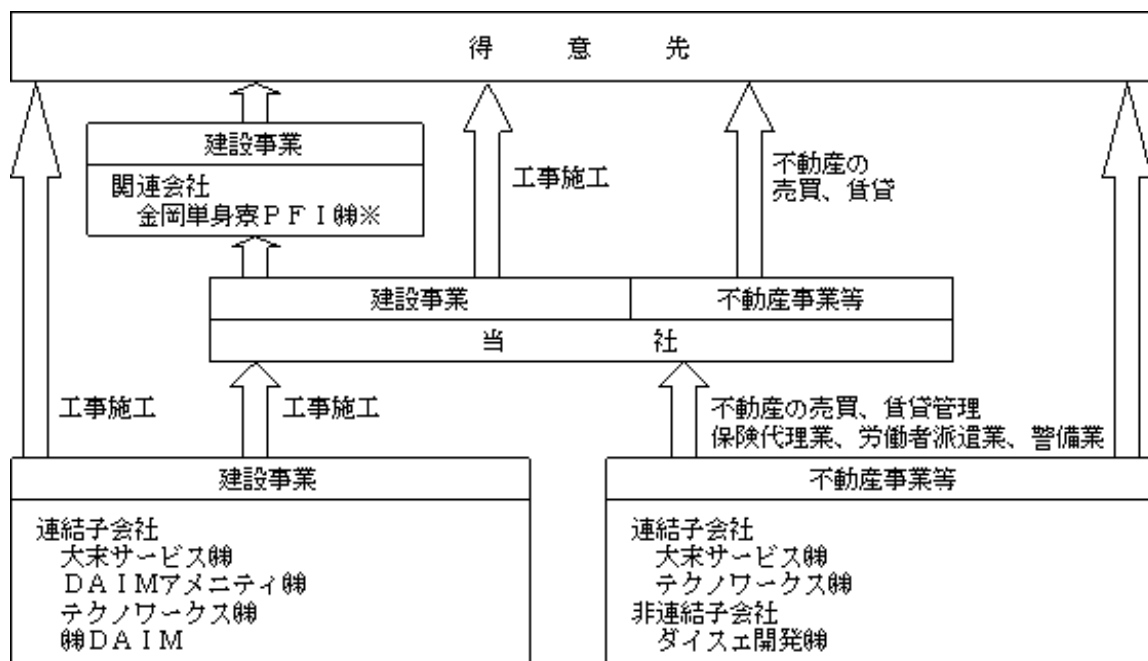 得意先
建設事業
関連会社
金岡単身寮ＰＦＩ㈱※
工事施工
不動産の
売買、賃貸
建設事業
不動産事業等
当社
工事施工
工事施工
不動産の売買、賃貸管理
保険代理業、労働者派遣業、警備業
建設事業
連結子会社
大末サービス㈱
ＤＡＩＭアメニティ㈱
テクノワークス㈱
㈱ＤＡＩＭ
不動産事業等
連結子会社
大末サービス㈱
テクノワークス㈱
非連結子会社
ダイスエ開発㈱